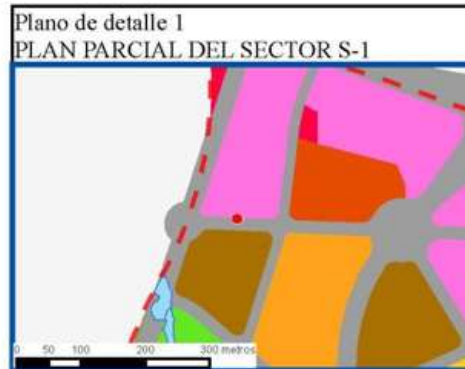 Plano de detalle 1
PLAN PARCIAL DEL SECTOR S-1
0 50 100 200 300 metros